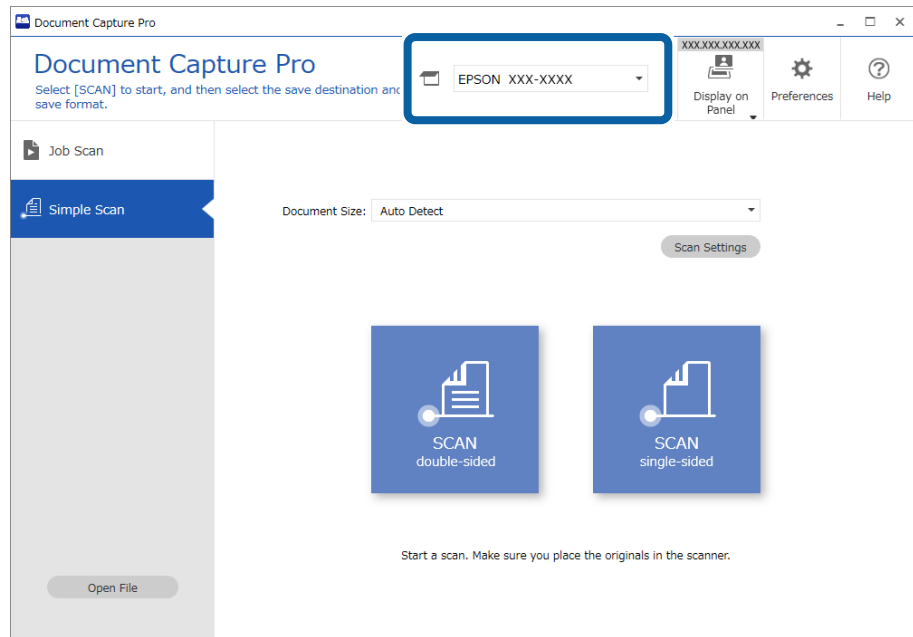 Document Capture Pro
Document Capture Pro
Select [SCAN] to start, and then select the save destination and
save format.
EPSON XXX-XXXX
XXX.XXX.XXX.XXX
Display on
Panel
Preferences
Help
Job Scan
Simple Scan
Document Size:
Auto Detect
Scan Settings
SCAN
double-sided
SCAN
single-sided
Start a scan. Make sure you place the originals in the scanner.
Open File